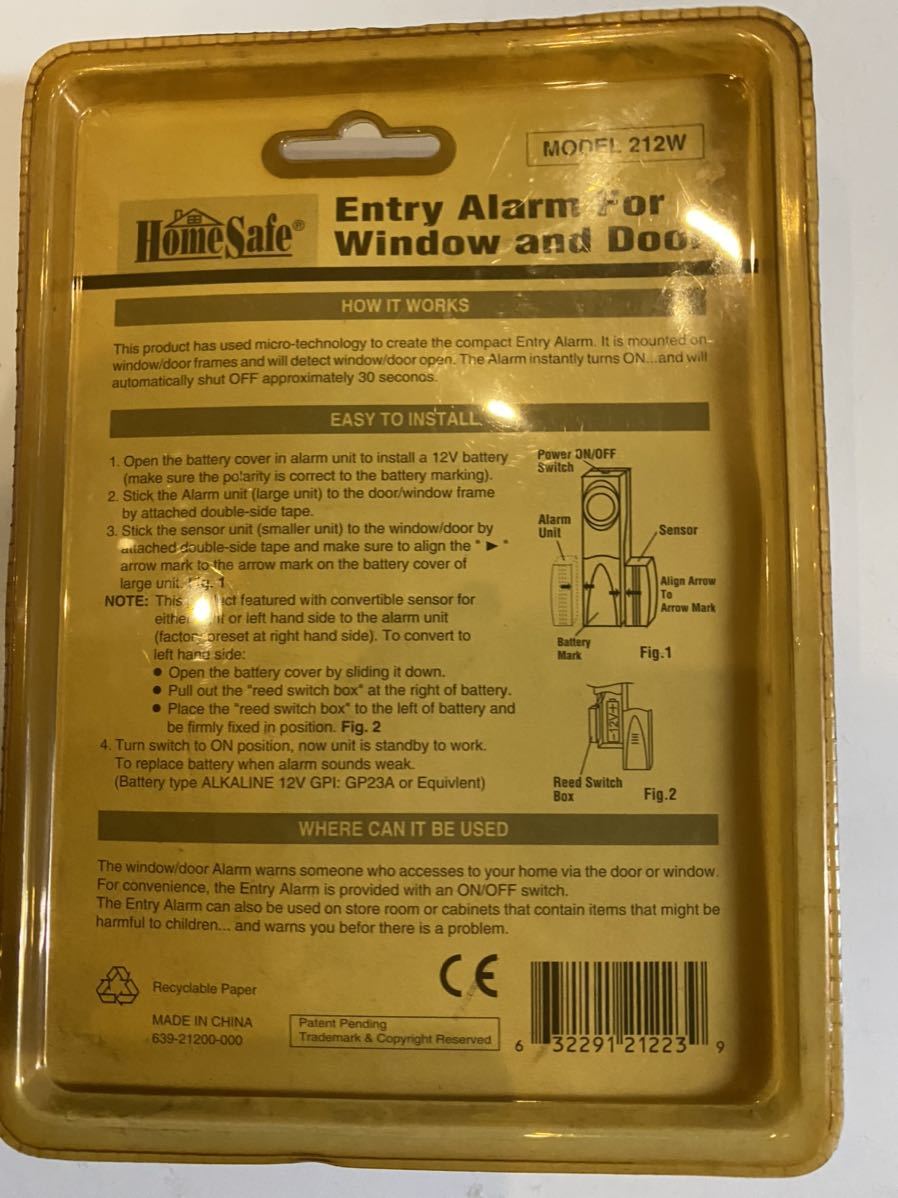 MODEL 212W
HomeSafe®
Entry Alarm For
Window and Door
HOW IT WORKS
This product has used micro-technology to create the compact Entry Alarm. It is mounted on
window/door frames and will detect window/door open. The Alarm instantly turns ON...and will
automatically shut OFF approximately 30 seconds.
EASY TO INSTALL
1. Open the battery cover in alarm unit to install a 12V battery
(make sure the polarity is correct to the battery marking).
2. Stick the Alarm unit (large unit) to the door/window frame
by attached double-side tape.
3. Stick the sensor unit (smaller unit) to the window/door by
attached double-side tape and make sure to align the "►"
arrow mark to the arrow mark on the battery cover of
large unit. Fig. 1
NOTE: This featured with convertible sensor for
either or left hand side to the alarm unit
(factory preset at right hand side). To convert to
left hand side:
● Open the battery cover by sliding it down.
● Pull out the "reed switch box" at the right of battery.
● Place the "reed switch box" to the left of battery and
be firmly fixed in position. Fig. 2
4. Turn switch to ON position, now unit is standby to work.
To replace battery when alarm sounds weak.
(Battery type ALKALINE 12V GPI: GP23A or Equivlent)
Power ON/OFF
Switch
Alarm
Unit
Sensor
Align Arrow
To
Arrow Mark
Battery
Mark
Fig.1
-12V+
Reed Switch
Box
Fig.2
WHERE CAN IT BE USED
The window/door Alarm warns someone who accesses to your home via the door or window.
For convenience, the Entry Alarm is provided with an ON/OFF switch.
The Entry Alarm can also be used on store room or cabinets that contain items that might be
harmful to children... and warns you befor there is a problem.
Recyclable Paper
CE
MADE IN CHINA
639-21200-000
Patent Pending
Trademark & Copyright Reserved
6 32291 21223 9